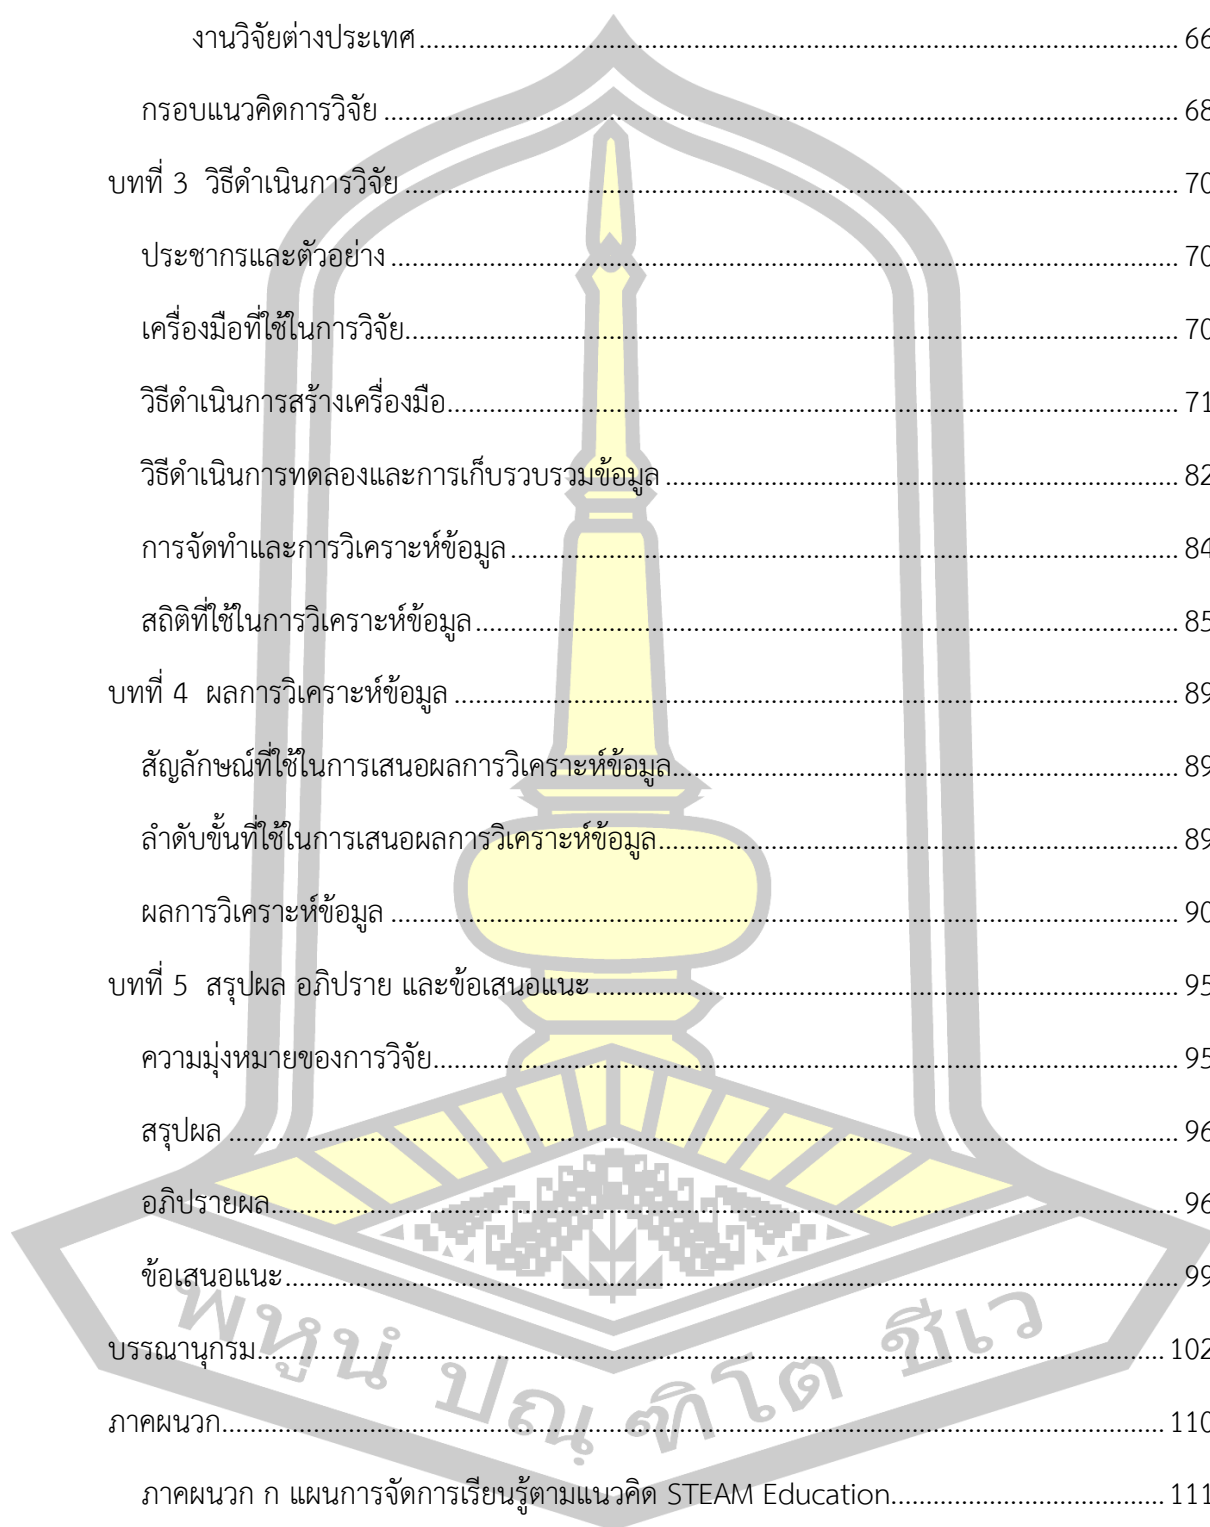 งานวิจัยต่างประเทศ 66
กรอบแนวคิดการวิจัย 68
บทที่ 3 วิธีดำเนินการวิจัย 70
ประชากรและตัวอย่าง 70
เครื่องมือที่ใช้ในการวิจัย 70
วิธีดำเนินการสร้างเครื่องมือ 71
วิธีดำเนินการทดลองและการเก็บรวบรวมข้อมูล 82
การจัดทำและการวิเคราะห์ข้อมูล 84
สถิติที่ใช้ในการวิเคราะห์ข้อมูล 85
บทที่ 4 ผลการวิเคราะห์ข้อมูล 89
สัญลักษณ์ที่ใช้ในการเสนอผลการวิเคราะห์ข้อมูล 89
ลำดับขั้นที่ใช้ในการเสนอผลการวิเคราะห์ข้อมูล 89
ผลการวิเคราะห์ข้อมูล 90
บทที่ 5 สรุปผล อภิปราย และข้อเสนอแนะ 95
ความมุ่งหมายของการวิจัย 95
สรุปผล 96
อภิปรายผล 96
ข้อเสนอแนะ 99
บรรณานุกรม 102
ภาคผนวก 110
ภาคผนวก ก แผนการจัดการเรียนรู้ตามแนวคิด STEAM Education 111
พหูนํ ปณฺฑิโต ชีเว